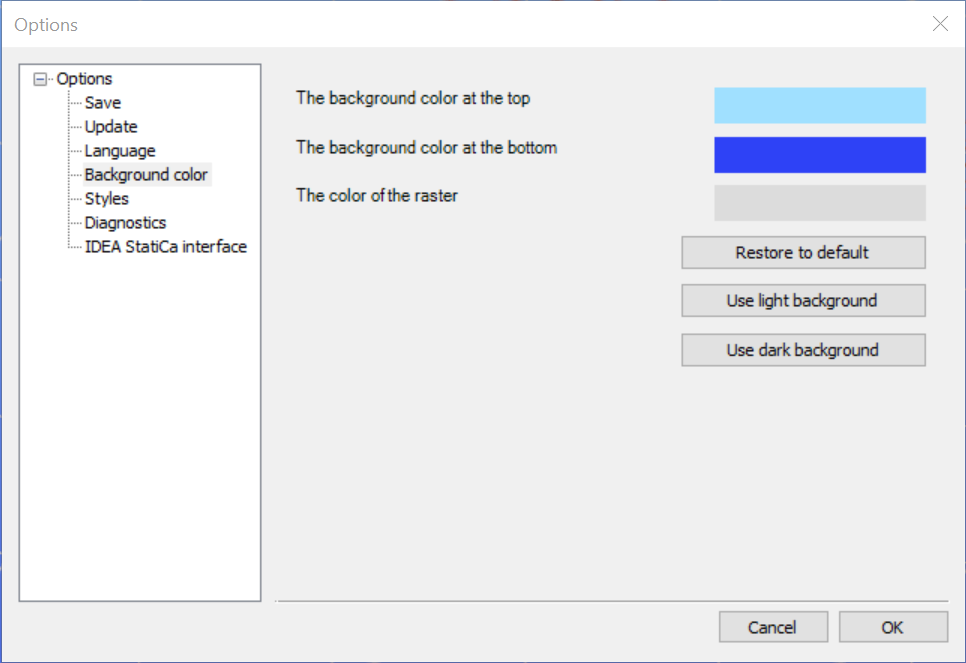 Options
Options
Save
Update
Language
Background color
Styles
Diagnostics
IDEA StatiCa interface
The background color at the top
The background color at the bottom
The color of the raster
Restore to default
Use light background
Use dark background
Cancel
OK